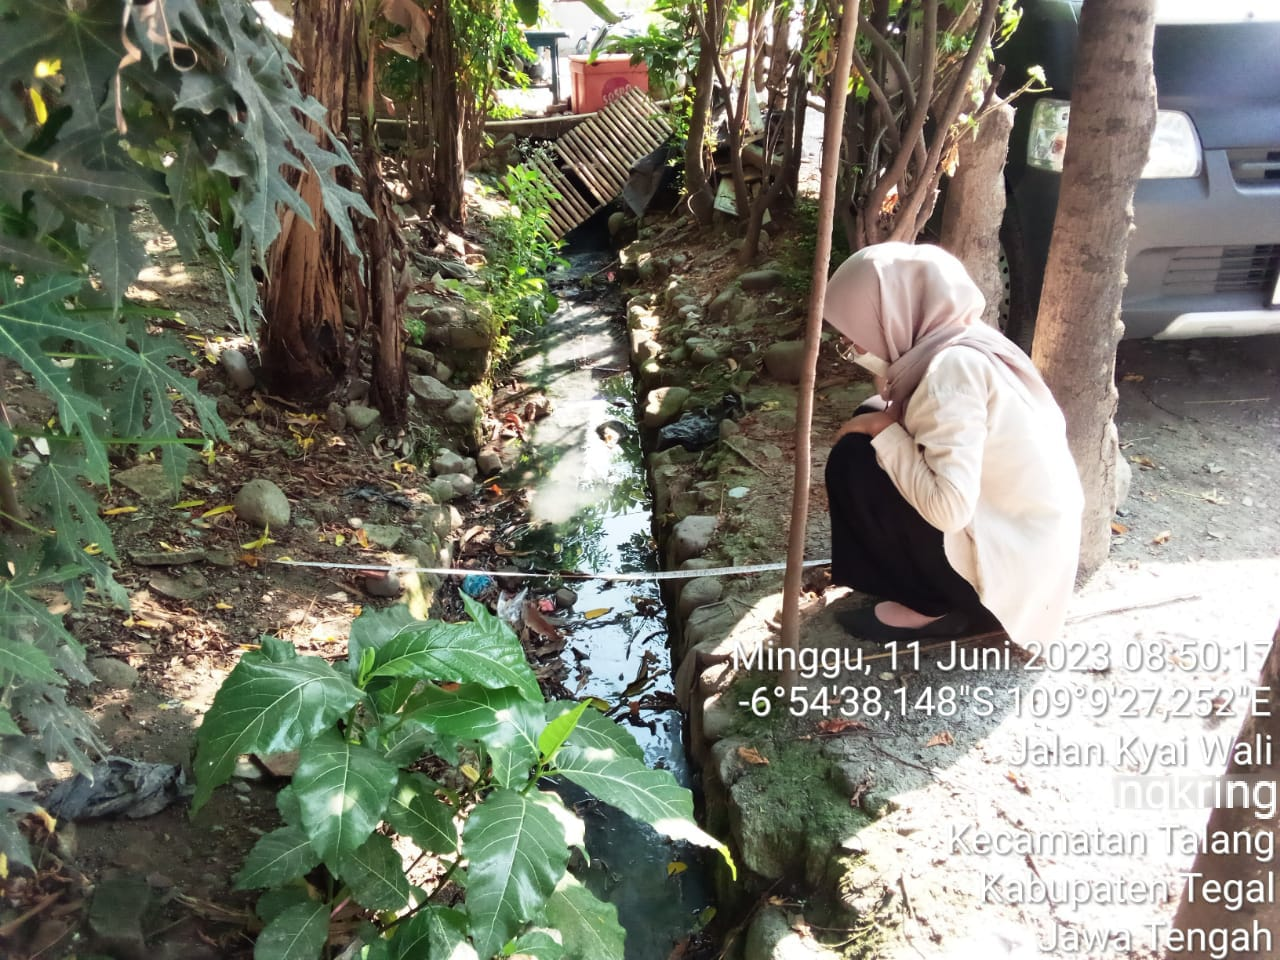 Minggu, 11 Juni 2023 08:50:17
-6°54'38,148"S 109°9'27,252"E
Jalan Kyai Wali
ngkring
Kecamatan Talang
Kabupaten Tegal
Jawa Tengah